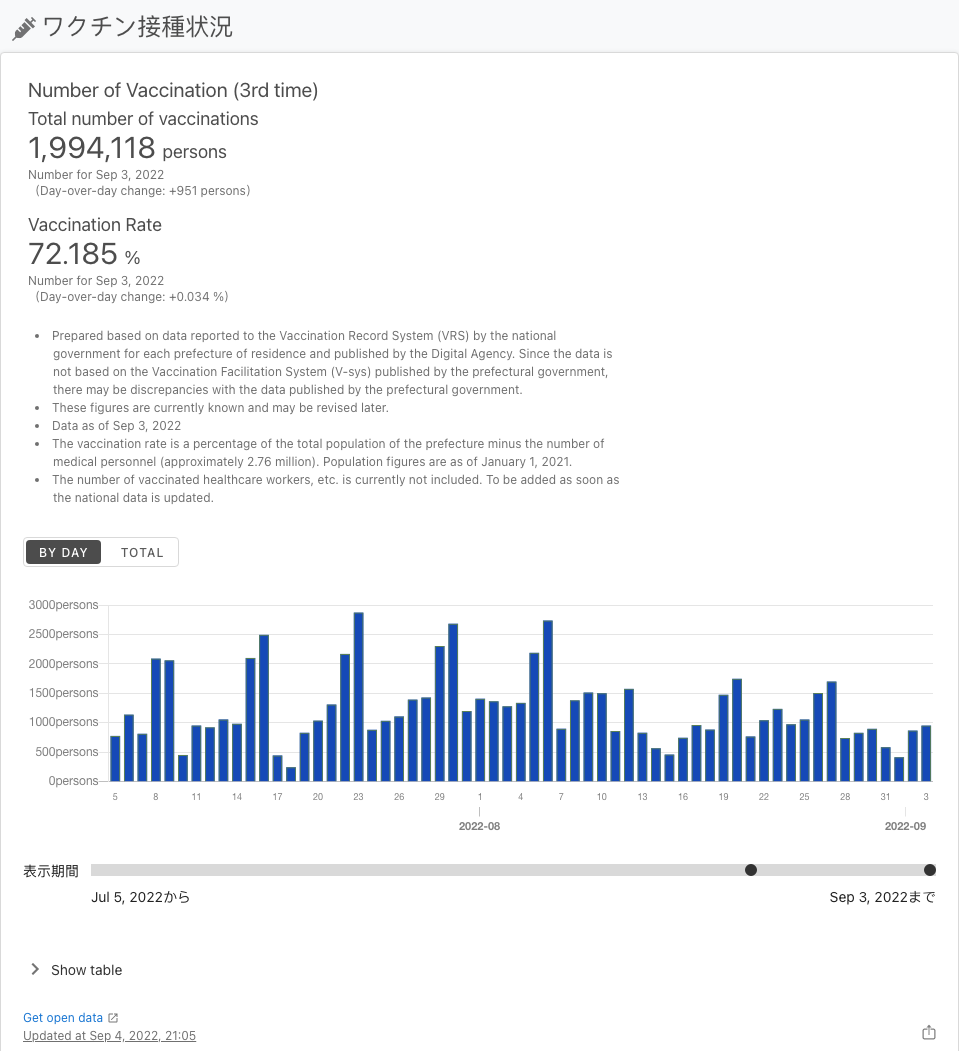 ワクチン接種状況
Number of Vaccination (3rd time)
Total number of vaccinations
1,994,118 persons
Number for Sep 3, 2022
(Day-over-day change: +951 persons)
Vaccination Rate
72.185 %
Number for Sep 3, 2022
(Day-over-day change: +0.034 %)
• Prepared based on data reported to the Vaccination Record System (VRS) by the national
government for each prefecture of residence and published by the Digital Agency. Since the data is
not based on the Vaccination Facilitation System (V-sys) published by the prefectural government,
there may be discrepancies with the data published by the prefectural government.
• These figures are currently known and may be revised later.
• Data as of Sep 3, 2022
• The vaccination rate is a percentage of the total population of the prefecture minus the number of
medical personnel (approximately 2.76 million). Population figures are as of January 1, 2021.
• The number of vaccinated healthcare workers, etc. is currently not included. To be added as soon as
the national data is updated.
BY DAY TOTAL
3000persons
2500persons
2000persons
1500persons
1000persons
500persons
0persons
5 8 11 14 17 20 23 26 29 1 4 7 10 13 16 19 22 25 28 31 3
2022-08 2022-09
表示期間
Jul 5, 2022から Sep 3, 2022まで
Show table
Get open data
Updated at Sep 4, 2022, 21:05